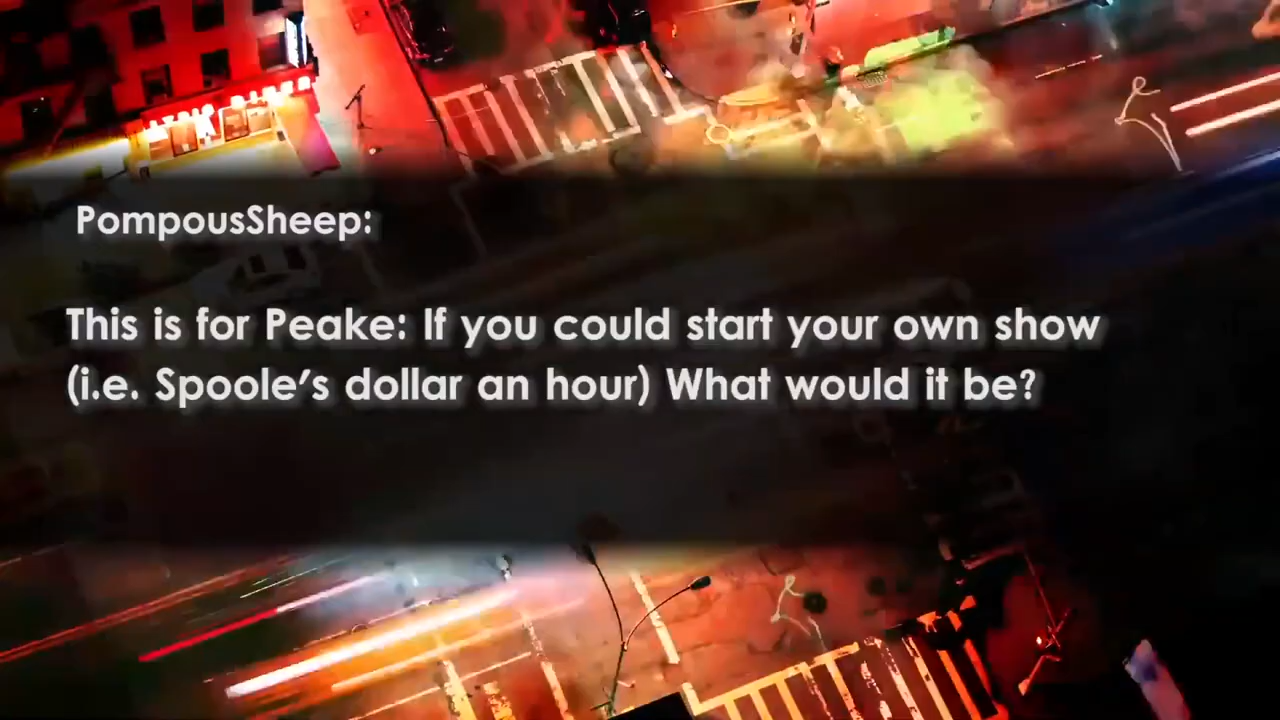 PompousSheep:
This is for Peake: If you could start your own show
(i.e. Spoole's dollar an hour) What would it be?